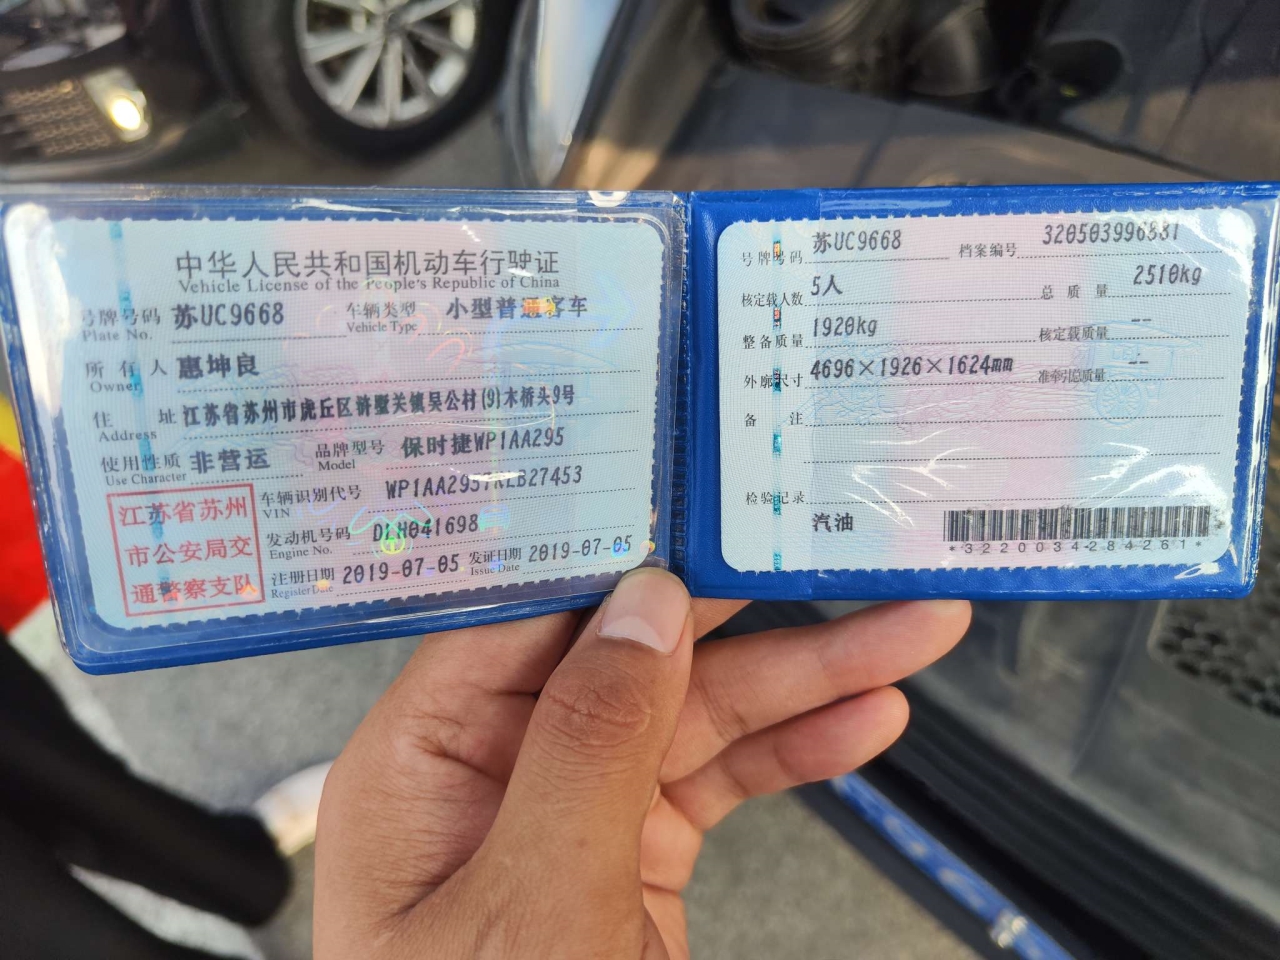 中华人民共和国机动车行驶证
Vehicle License of the People's Republic of China
号牌号码 苏UC9668 车辆类型 小型普通客车
Plate No. Vehicle Type
所有人 惠坤良
Owner
住址 江苏省苏州市虎丘区浒墅关镇吴公村(9)木桥头9号
Address
使用性质 非营运 品牌型号 保时捷WP1AA295
Use Character Model
车辆识别代号
VIN
发动机号码 DLH041698
Engine No.
注册日期 2019-07-05 发证日期 2019-07-05
Register Date Issue Date
江苏省苏州
市公安局交
通警察支队
号牌号码 苏UC9668 档案编号
核定载人数 5人 总质量 2510kg
整备质量 1920kg 核定载质量 --
外廓尺寸 4696×1926×1624mm 准牵引总质量 --
备注
检验记录
汽油
*3220034284261*